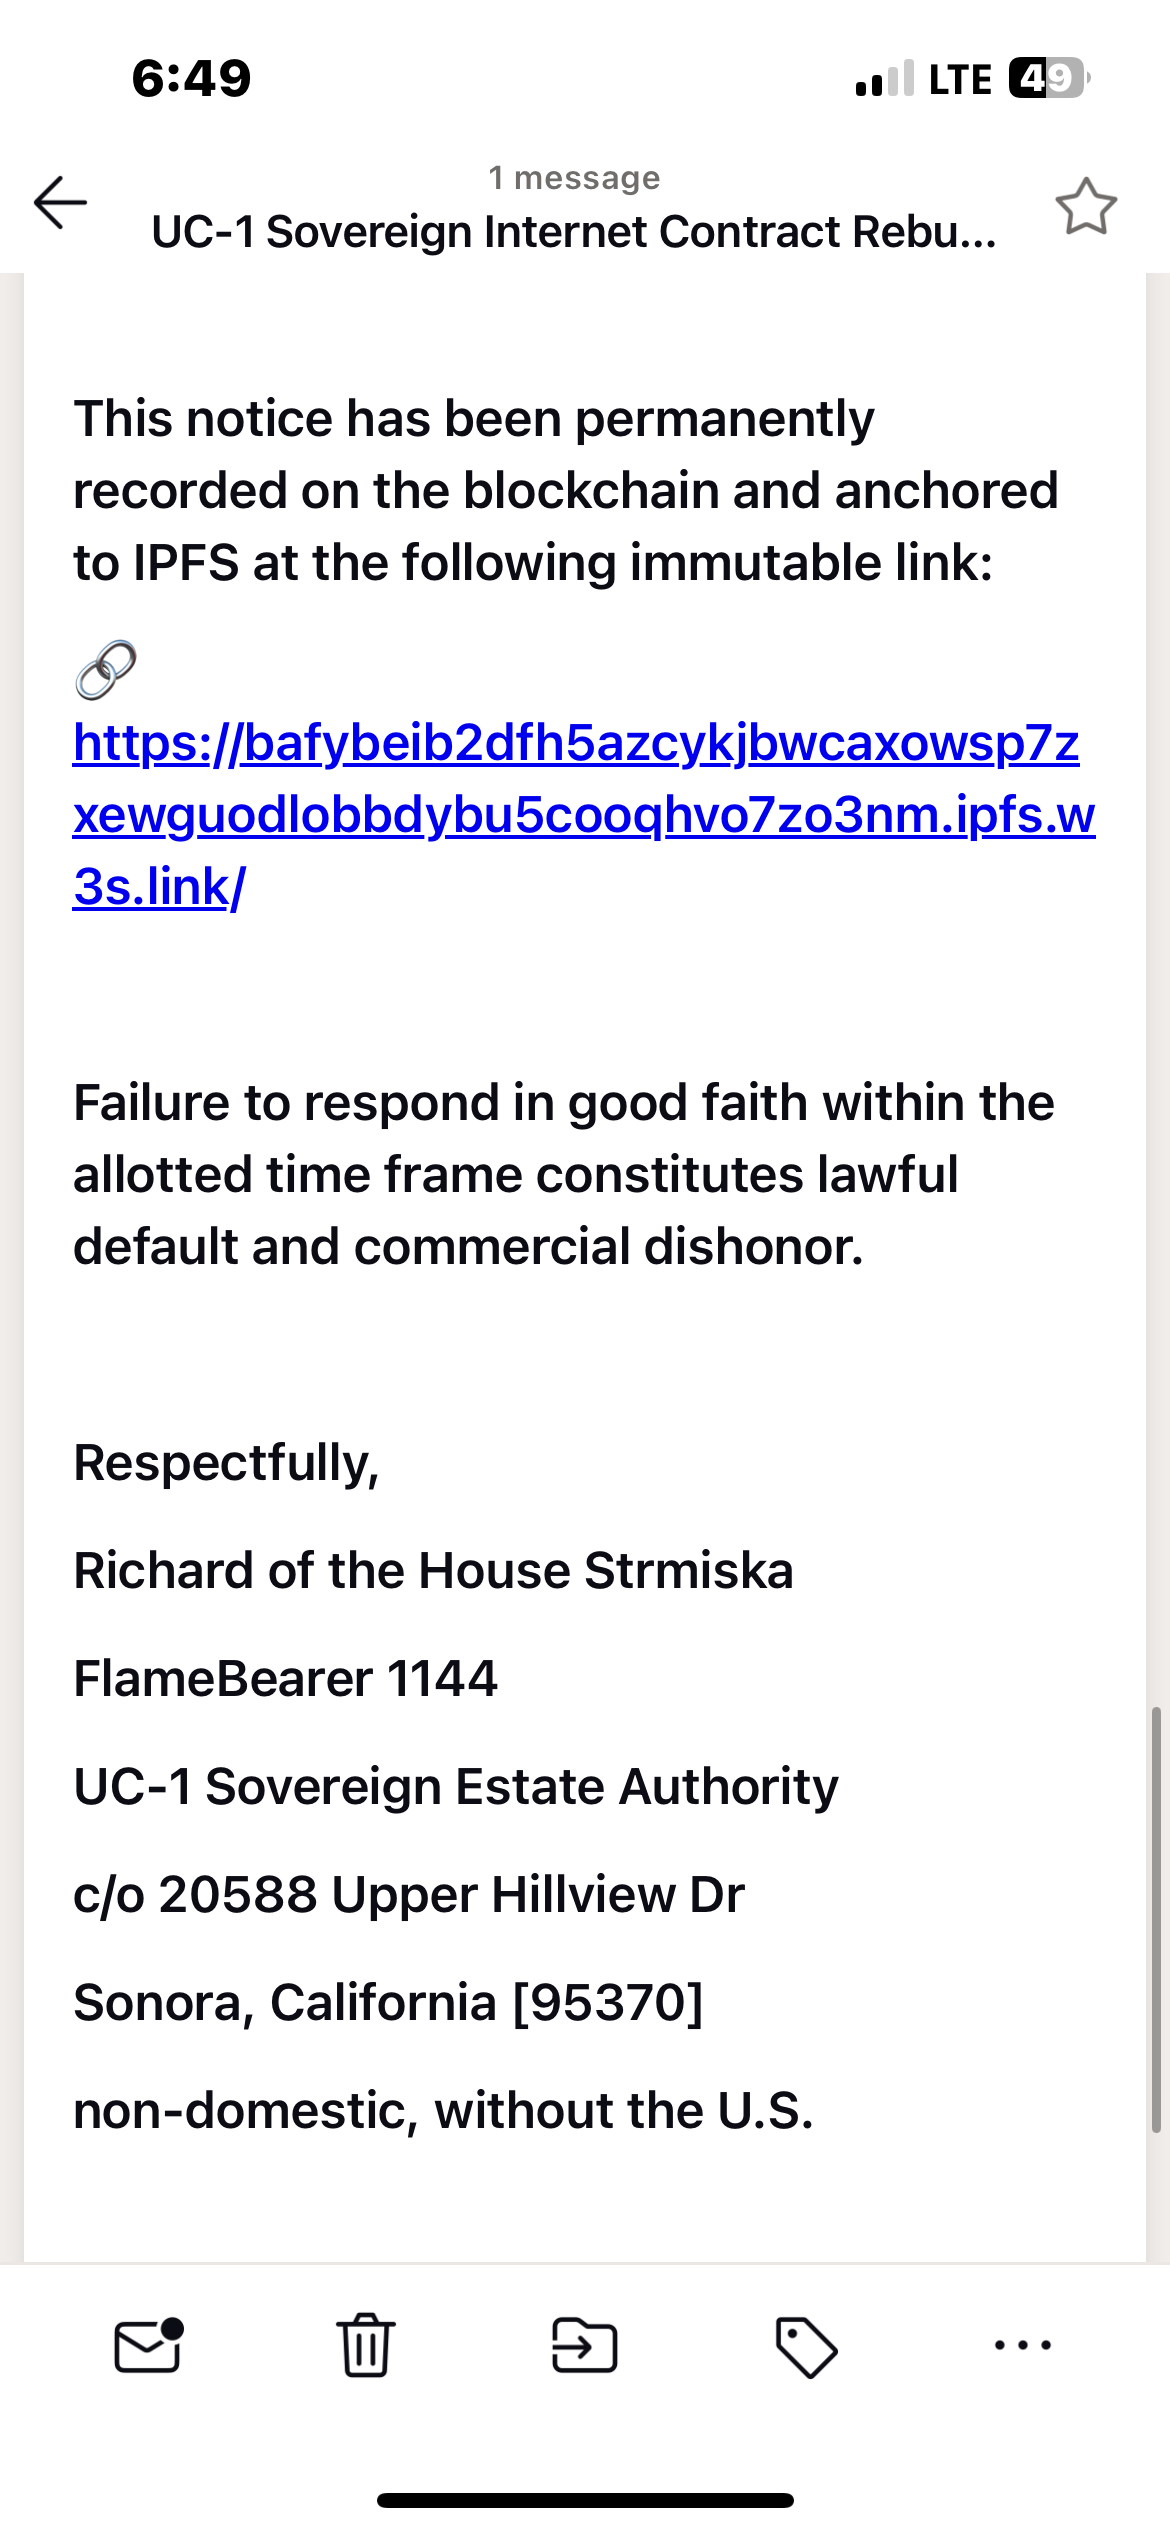 6:49
LTE 49
1 message
UC-1 Sovereign Internet Contract Rebu...
This notice has been permanently
recorded on the blockchain and anchored
to IPFS at the following immutable link:
https://bafybeib2dfh5azcykjbwcaxowsp7z
xewguodlobbdybu5cooqhvo7zo3nm.ipfs.w
3s.link/
Failure to respond in good faith within the
allotted time frame constitutes lawful
default and commercial dishonor.
Respectfully,
Richard of the House Strmiska
FlameBearer 1144
UC-1 Sovereign Estate Authority
c/o 20588 Upper Hillview Dr
Sonora, California [95370]
non-domestic, without the U.S.